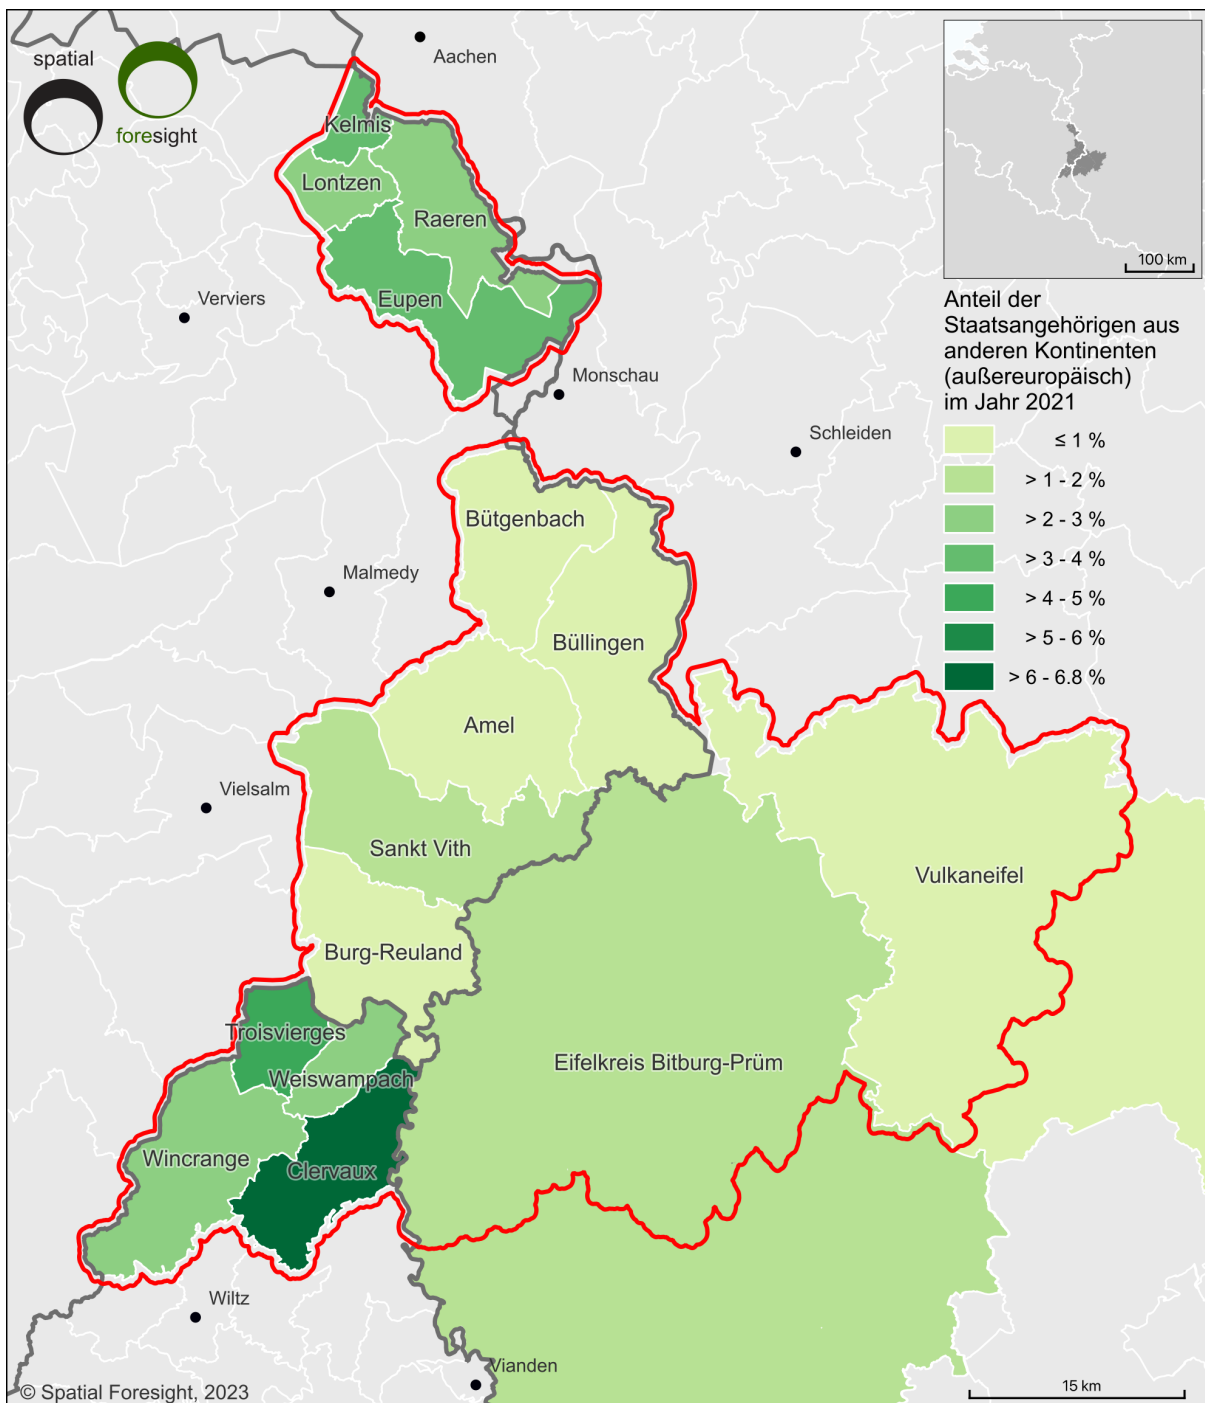 spatial
foresight
Aachen
Kelmis
Lontzen
Raeren
Verviers
Eupen
100 km
Anteil der
Staatsangehörigen aus
anderen Kontinenten
(außereuropäisch)
im Jahr 2021
≤ 1 %
> 1 - 2 %
> 2 - 3 %
> 3 - 4 %
> 4 - 5 %
> 5 - 6 %
> 6 - 6.8 %
Monschau
Schleiden
Bütgenbach
Malmedy
Büllingen
Amel
Vielsalm
Sankt Vith
Vulkaneifel
Burg-Reuland
Troisvierges
Eifelkreis Bitburg-Prüm
Weiswampach
Wincrange
Clervaux
Wiltz
Vianden
© Spatial Foresight, 2023
15 km